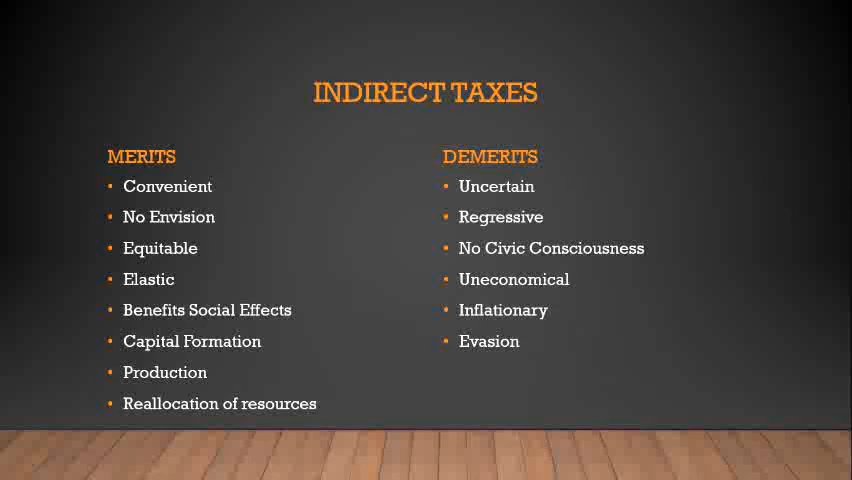 INDIRECT TAXES
MERITS
• Convenient
• No Envision
• Equitable
• Elastic
• Benefits Social Effects
• Capital Formation
• Production
• Reallocation of resources
DEMERITS
• Uncertain
• Regressive
• No Civic Consciousness
• Uneconomical
• Inflationary
• Evasion